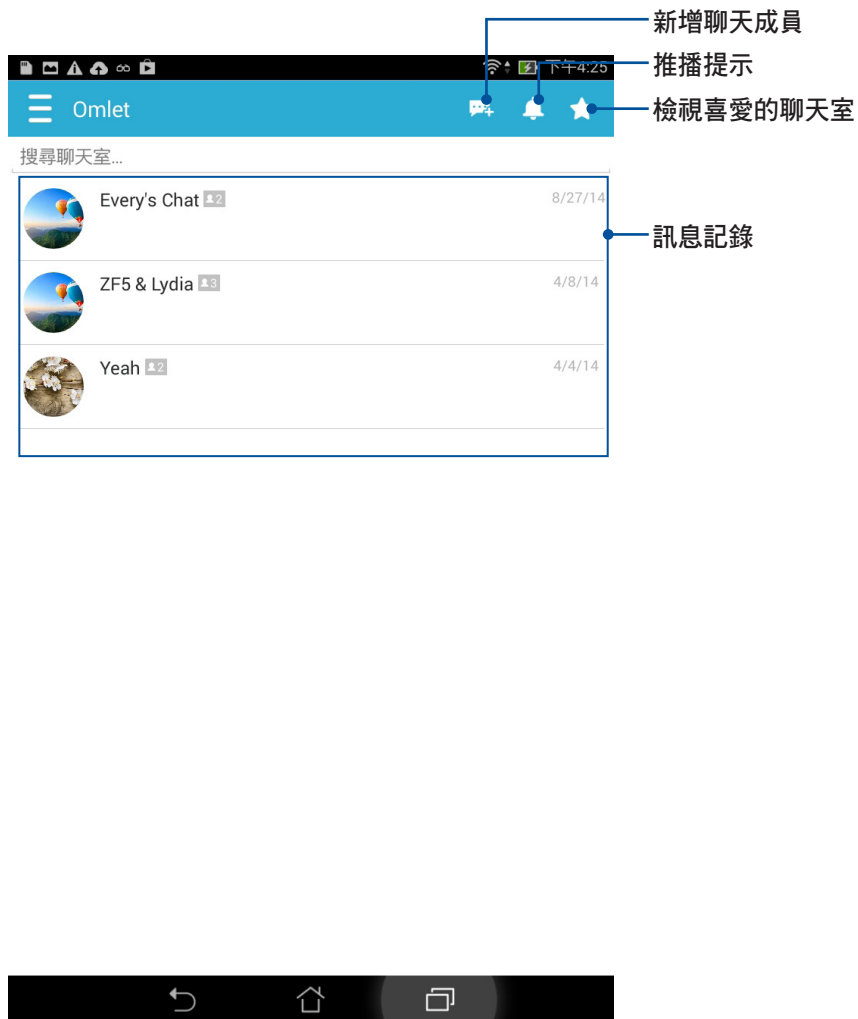 新增聊天成員
推播提示
下午4:25
Omlet
檢視喜愛的聊天室
搜尋聊天室...
Every's Chat 2
8/27/14
訊息記錄
ZF5 & Lydia 3
4/8/14
Yeah 2
4/4/14